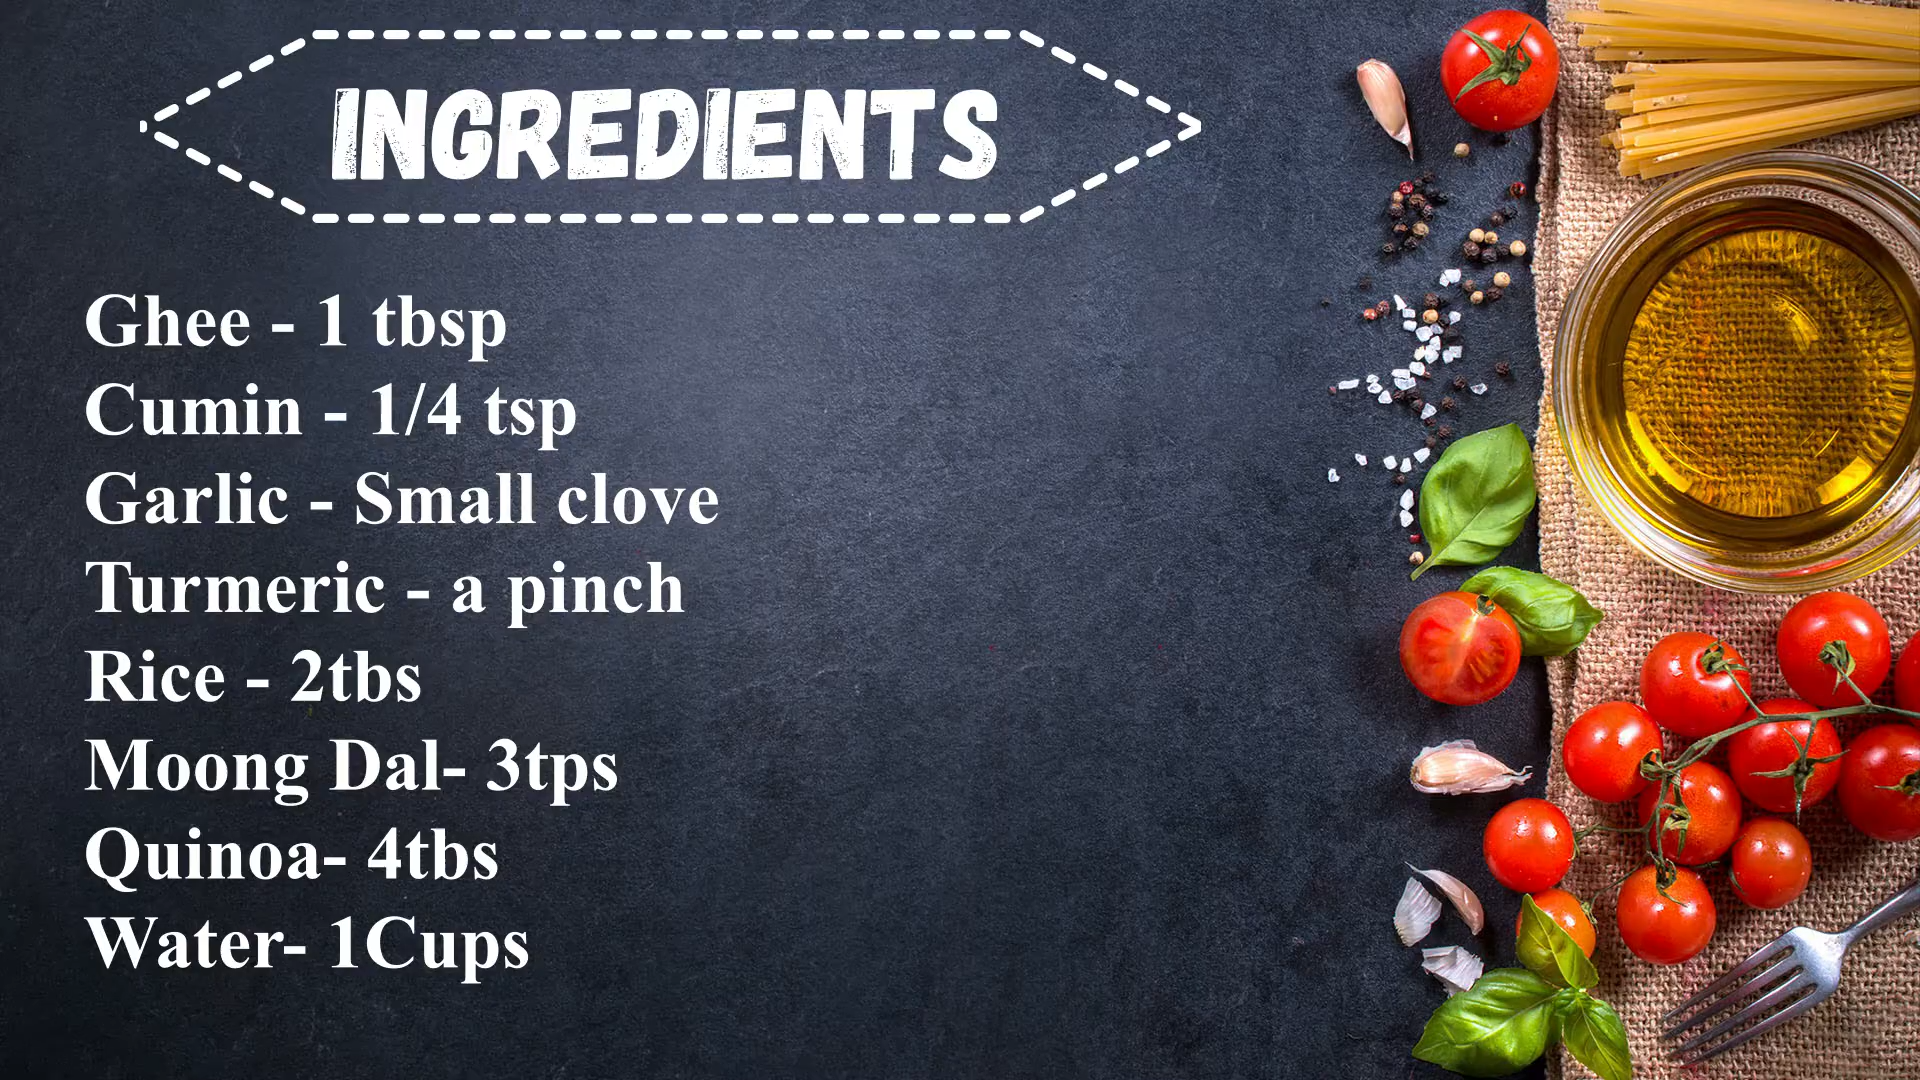 INGREDIENTS
Ghee - 1 tbsp
Cumin - 1/4 tsp
Garlic - Small clove
Turmeric - a pinch
Rice - 2tbs
Moong Dal- 3tps
Quinoa- 4tbs
Water- 1Cups